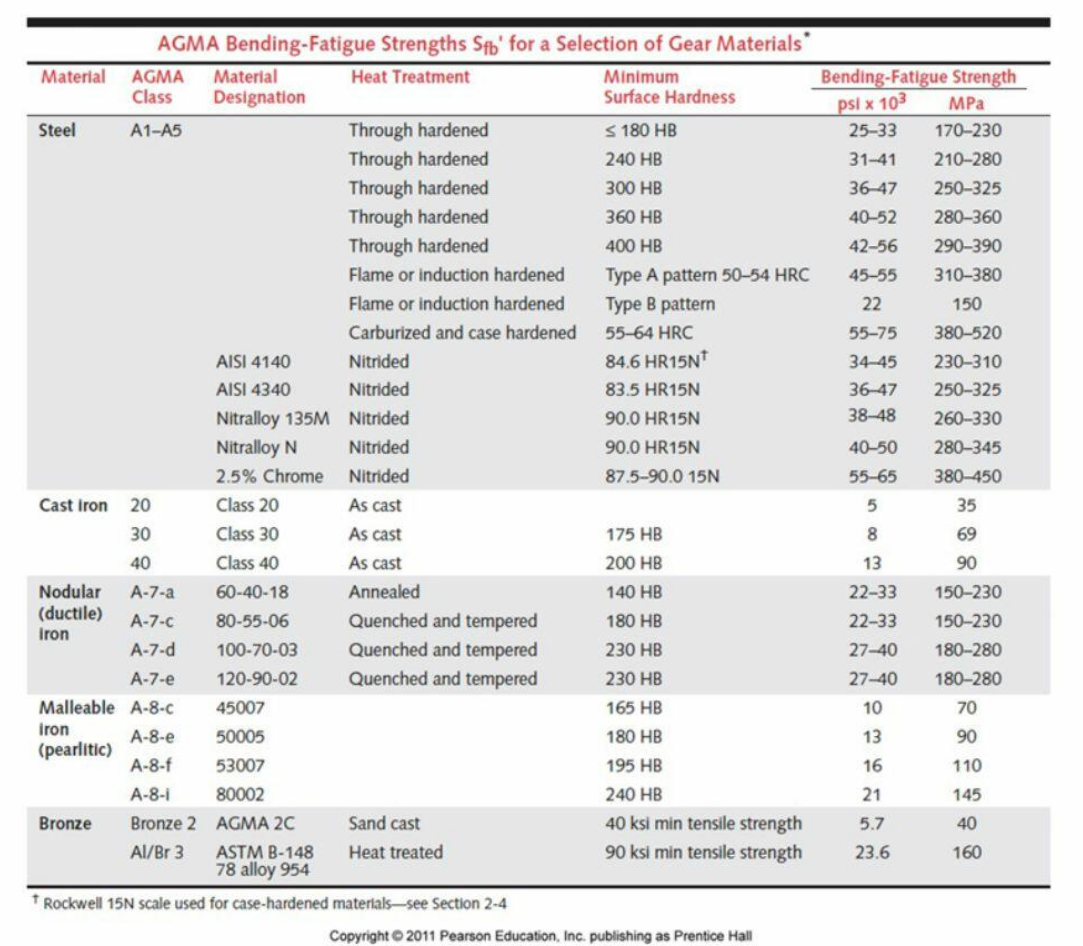 AGMA Bending-Fatigue Strengths Sfb' for a Selection of Gear Materials*
Material AGMA Class Material Designation Heat Treatment Minimum Surface Hardness Bending-Fatigue Strength
psi x 10³ MPa
Steel A1–A5 Through hardened ≤ 180 HB 25–33 170–230
Through hardened 240 HB 31–41 210–280
Through hardened 300 HB 36–47 250–325
Through hardened 360 HB 40–52 280–360
Through hardened 400 HB 42–56 290–390
Flame or induction hardened Type A pattern 50–54 HRC 45–55 310–380
Flame or induction hardened Type B pattern 22 150
Carburized and case hardened 55–64 HRC 55–75 380–520
AISI 4140 Nitrided 84.6 HR15N† 34–45 230–310
AISI 4340 Nitrided 83.5 HR15N 36–47 250–325
Nitralloy 135M Nitrided 90.0 HR15N 38–48 260–330
Nitralloy N Nitrided 90.0 HR15N 40–50 280–345
2.5% Chrome Nitrided 87.5–90.0 15N 55–65 380–450
Cast iron 20 Class 20 As cast 5 35
30 Class 30 As cast 175 HB 8 69
40 Class 40 As cast 200 HB 13 90
Nodular (ductile) iron A-7-a 60-40-18 Annealed 140 HB 22–33 150–230
A-7-c 80-55-06 Quenched and tempered 180 HB 22–33 150–230
A-7-d 100-70-03 Quenched and tempered 230 HB 27–40 180–280
A-7-e 120-90-02 Quenched and tempered 230 HB 27–40 180–280
Malleable iron (pearlitic) A-8-c 45007 165 HB 10 70
A-8-e 50005 180 HB 13 90
A-8-f 53007 195 HB 16 110
A-8-i 80002 240 HB 21 145
Bronze Bronze 2 AGMA 2C Sand cast 40 ksi min tensile strength 5.7 40
Al/Br 3 ASTM B-148 78 alloy 954 Heat treated 90 ksi min tensile strength 23.6 160
† Rockwell 15N scale used for case-hardened materials—see Section 2-4
Copyright © 2011 Pearson Education, Inc. publishing as Prentice Hall